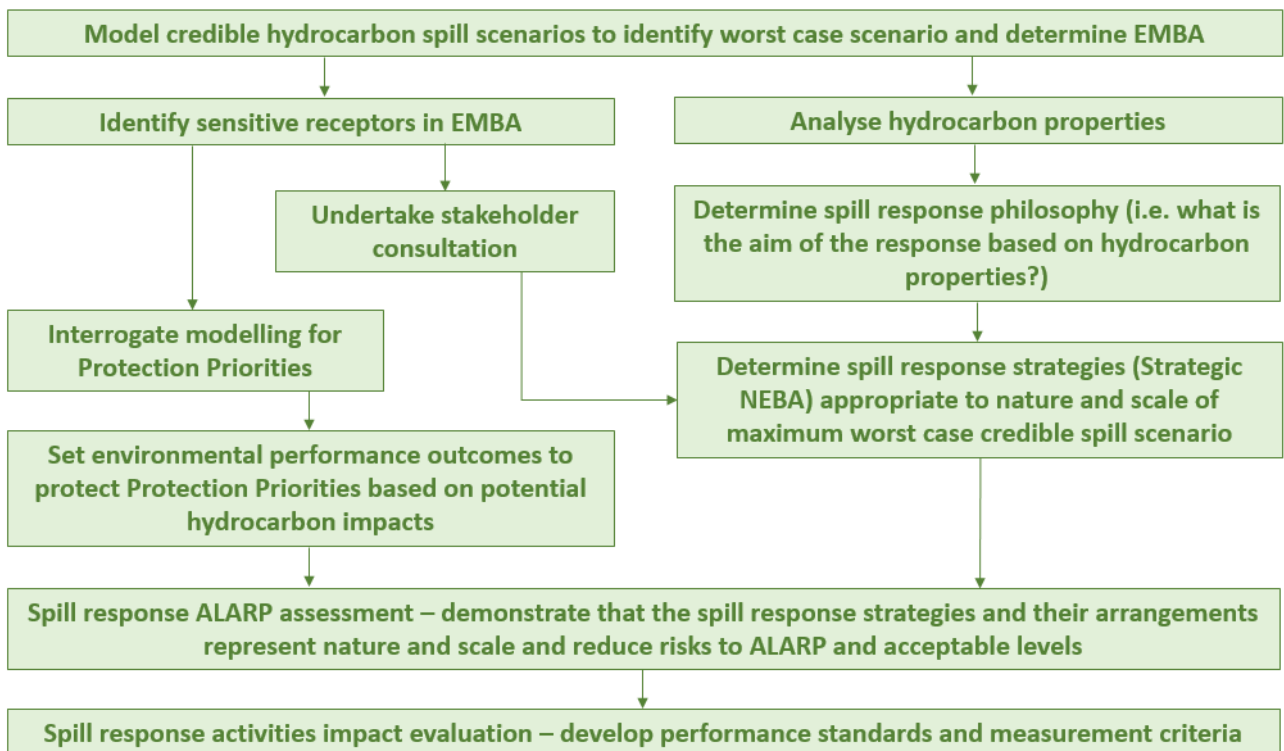 Model credible hydrocarbon spill scenarios to identify worst case scenario and determine EMBA
Identify sensitive receptors in EMBA
Analyse hydrocarbon properties
Undertake stakeholder
consultation
Determine spill response philosophy (i.e. what is
the aim of the response based on hydrocarbon
properties?)
Interrogate modelling for
Protection Priorities
Determine spill response strategies (Strategic
NEBA) appropriate to nature and scale of
maximum worst case credible spill scenario
Set environmental performance outcomes to
protect Protection Priorities based on potential
hydrocarbon impacts
Spill response ALARP assessment – demonstrate that the spill response strategies and their arrangements
represent nature and scale and reduce risks to ALARP and acceptable levels
Spill response activities impact evaluation – develop performance standards and measurement criteria